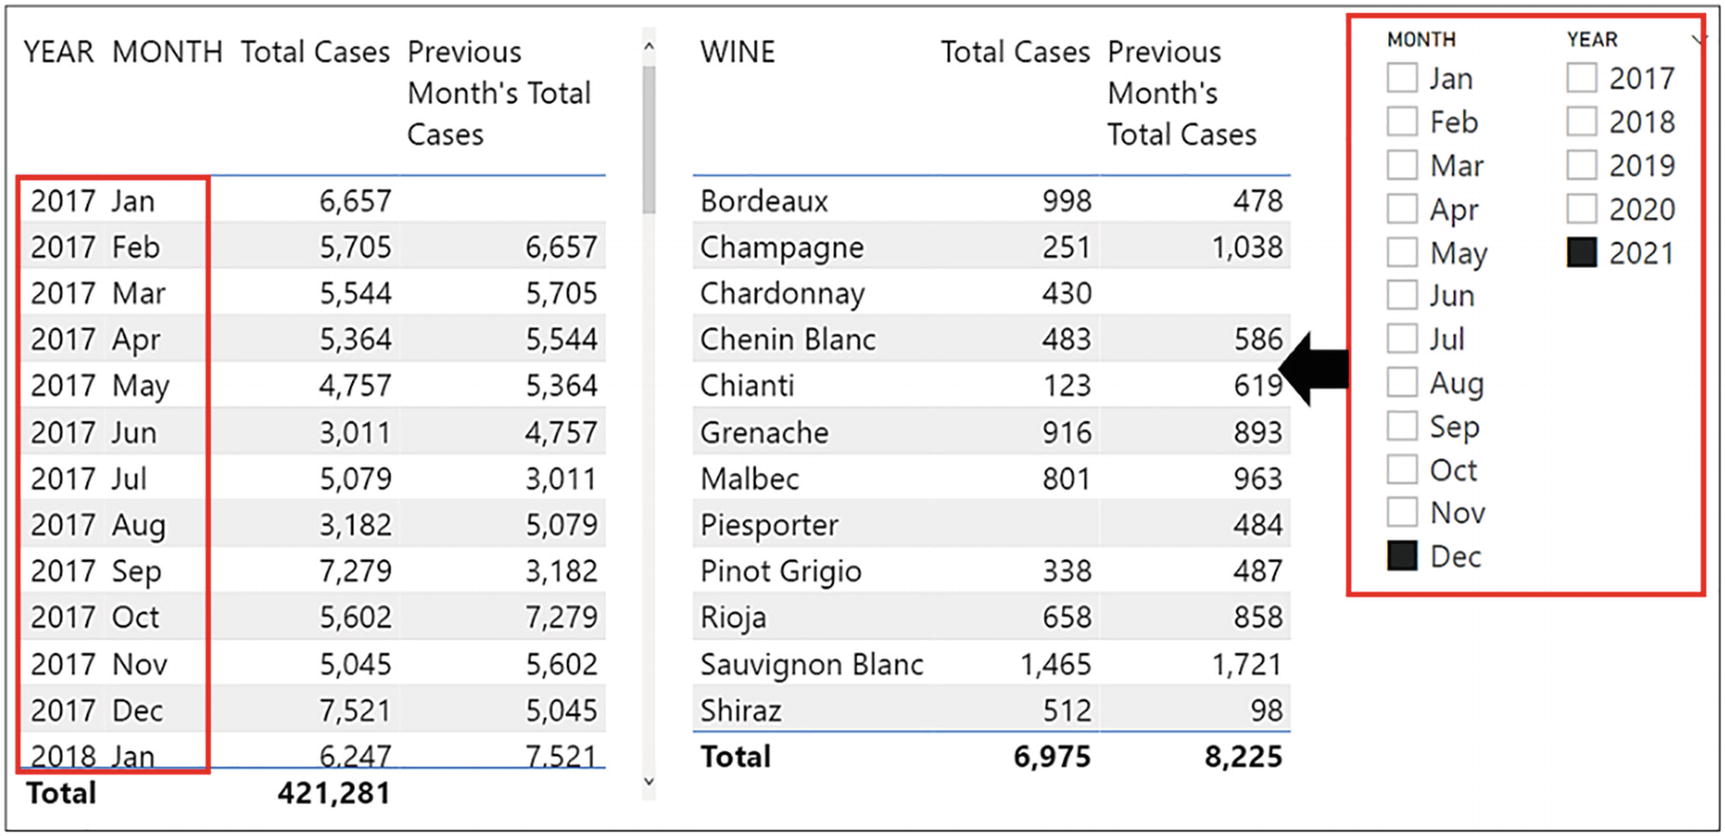 YEAR MONTH Total Cases Previous Month's Total Cases
2017 Jan 6,657
2017 Feb 5,705 6,657
2017 Mar 5,544 5,705
2017 Apr 5,364 5,544
2017 May 4,757 5,364
2017 Jun 3,011 4,757
2017 Jul 5,079 3,011
2017 Aug 3,182 5,079
2017 Sep 7,279 3,182
2017 Oct 5,602 7,279
2017 Nov 5,045 5,602
2017 Dec 7,521 5,045
2018 Jan 6,247 7,521
Total 421,281
WINE Total Cases Previous Month's Total Cases
Bordeaux 998 478
Champagne 251 1,038
Chardonnay 430
Chenin Blanc 483 586
Chianti 123 619
Grenache 916 893
Malbec 801 963
Piesporter 484
Pinot Grigio 338 487
Rioja 658 858
Sauvignon Blanc 1,465 1,721
Shiraz 512 98
Total 6,975 8,225
MONTH
Jan
Feb
Mar
Apr
May
Jun
Jul
Aug
Sep
Oct
Nov
Dec
YEAR
2017
2018
2019
2020
2021